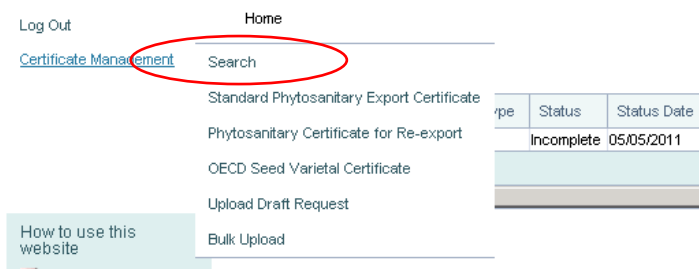 Home
Log Out
Certificate Management
Search
Standard Phytosanitary Export Certificate
Phytosanitary Certificate for Re-export
OECD Seed Varietal Certificate
Upload Draft Request
Bulk Upload
Status Status Date
Incomplete 05/05/2011
How to use this
website